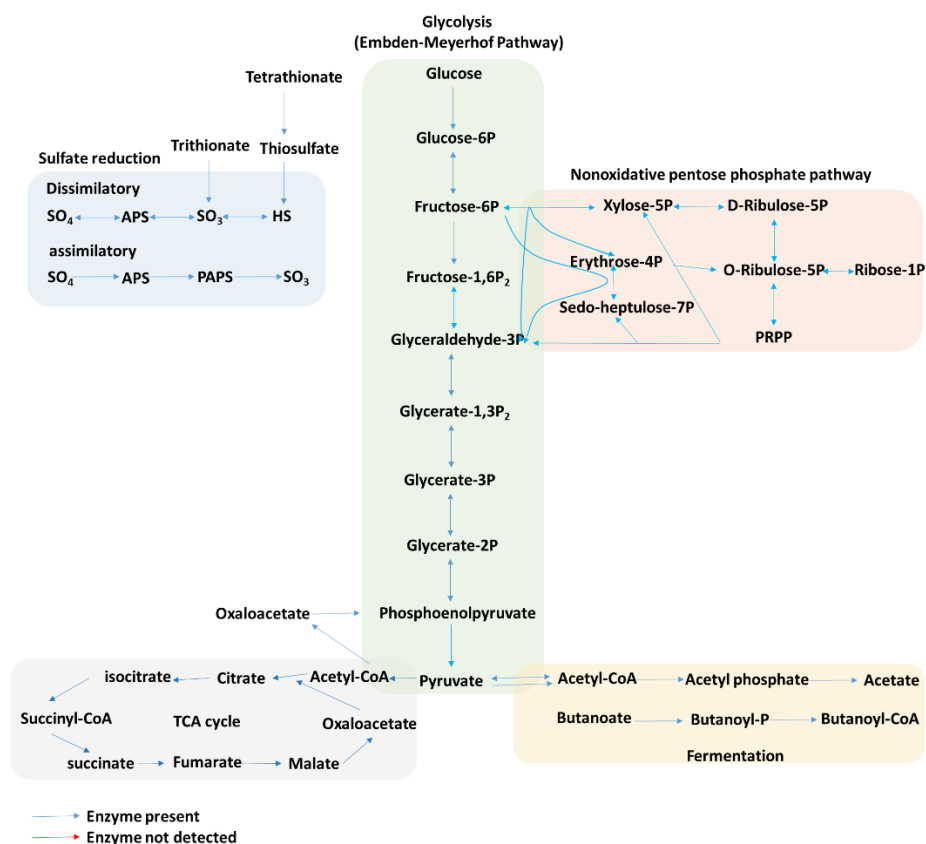 Glycolysis
(Embden-Meyerhof Pathway)
Glucose
Glucose-6P
Fructose-6P
Fructose-1,6P₂
Glyceraldehyde-3P
Glycerate-1,3P₂
Glycerate-3P
Glycerate-2P
Phosphoenolpyruvate
Pyruvate
Tetrathionate
Trithionate
Thiosulfate
Sulfate reduction
Dissimilatory
SO₄ APS SO₃ HS
assimilatory
SO₄ APS PAPS SO₃
Nonoxidative pentose phosphate pathway
Xylose-5P D-Ribulose-5P
Erythrose-4P
O-Ribulose-5P Ribose-1P
Sedo-heptulose-7P
PRPP
Oxaloacetate
isocitrate Citrate Acetyl-CoA
Succinyl-CoA TCA cycle Oxaloacetate
succinate Fumarate Malate
Acetyl-CoA Acetyl phosphate Acetate
Butanoate Butanoyl-P Butanoyl-CoA
Fermentation
Enzyme present
Enzyme not detected